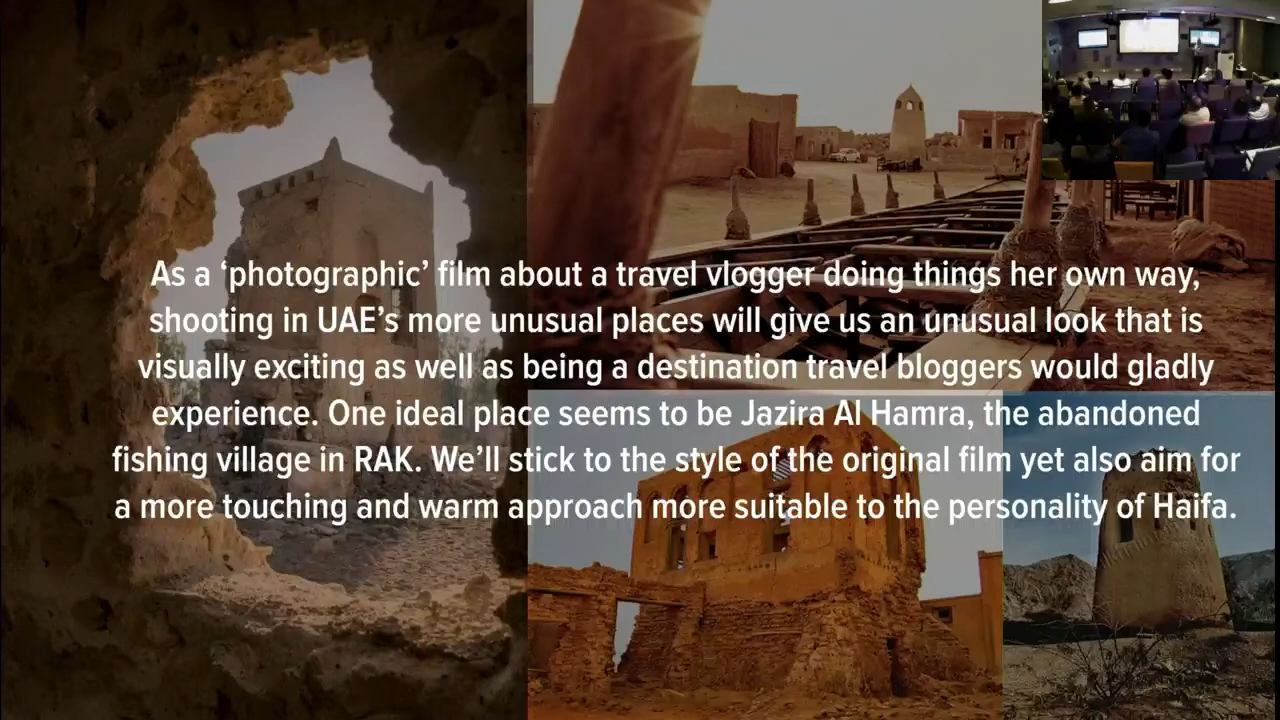 As a ‘photographic’ film about a travel vlogger doing things her own way,
shooting in UAE’s more unusual places will give us an unusual look that is
visually exciting as well as being a destination travel bloggers would gladly
experience. One ideal place seems to be Jazira Al Hamra, the abandoned
fishing village in RAK. We’ll stick to the style of the original film yet also aim for
a more touching and warm approach more suitable to the personality of Haifa.